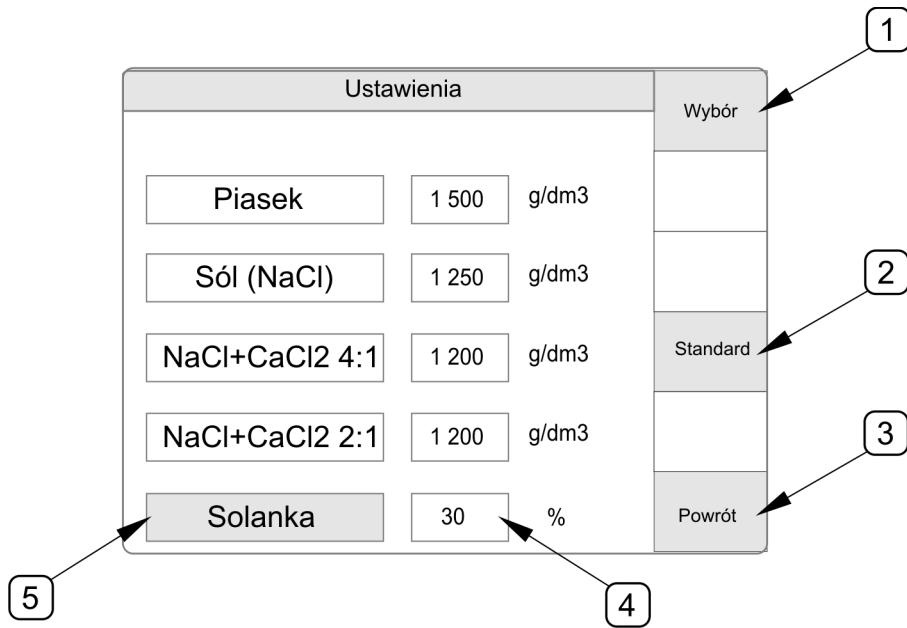 1
Ustawienia
Wybór
Piasek 1 500 g/dm3
2
Sól (NaCl) 1 250 g/dm3
NaCl+CaCl2 4:1 1 200 g/dm3
Standard
3
NaCl+CaCl2 2:1 1 200 g/dm3
Solanka 30 %
Powrót
5
4